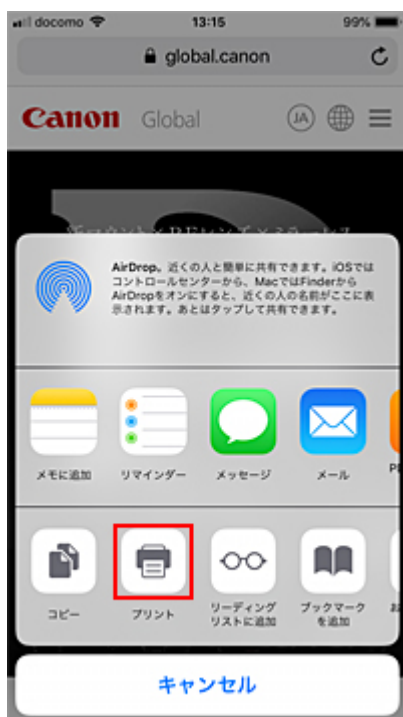 docomo 13:15 99%
global.canon
Canon Global JA
AirDrop。近くの人と簡単に共有できます。iOSでは
コントロールセンターから、MacではFinderから
AirDropをオンにすると、近くの人の名前がここに表
示されます。あとはタップして共有できます。
メモに追加 リマインダー メッセージ メール
コピー プリント リーディング ブックマーク
リストに追加 を追加
キャンセル